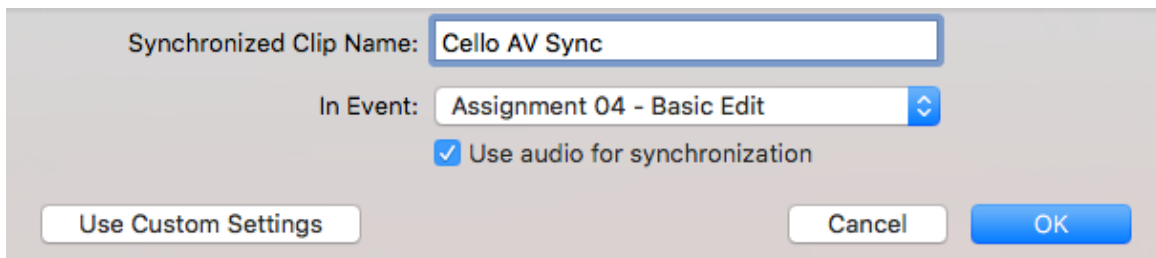 Synchronized Clip Name: Cello AV Sync
In Event: Assignment 04 - Basic Edit
Use audio for synchronization
Use Custom Settings Cancel OK